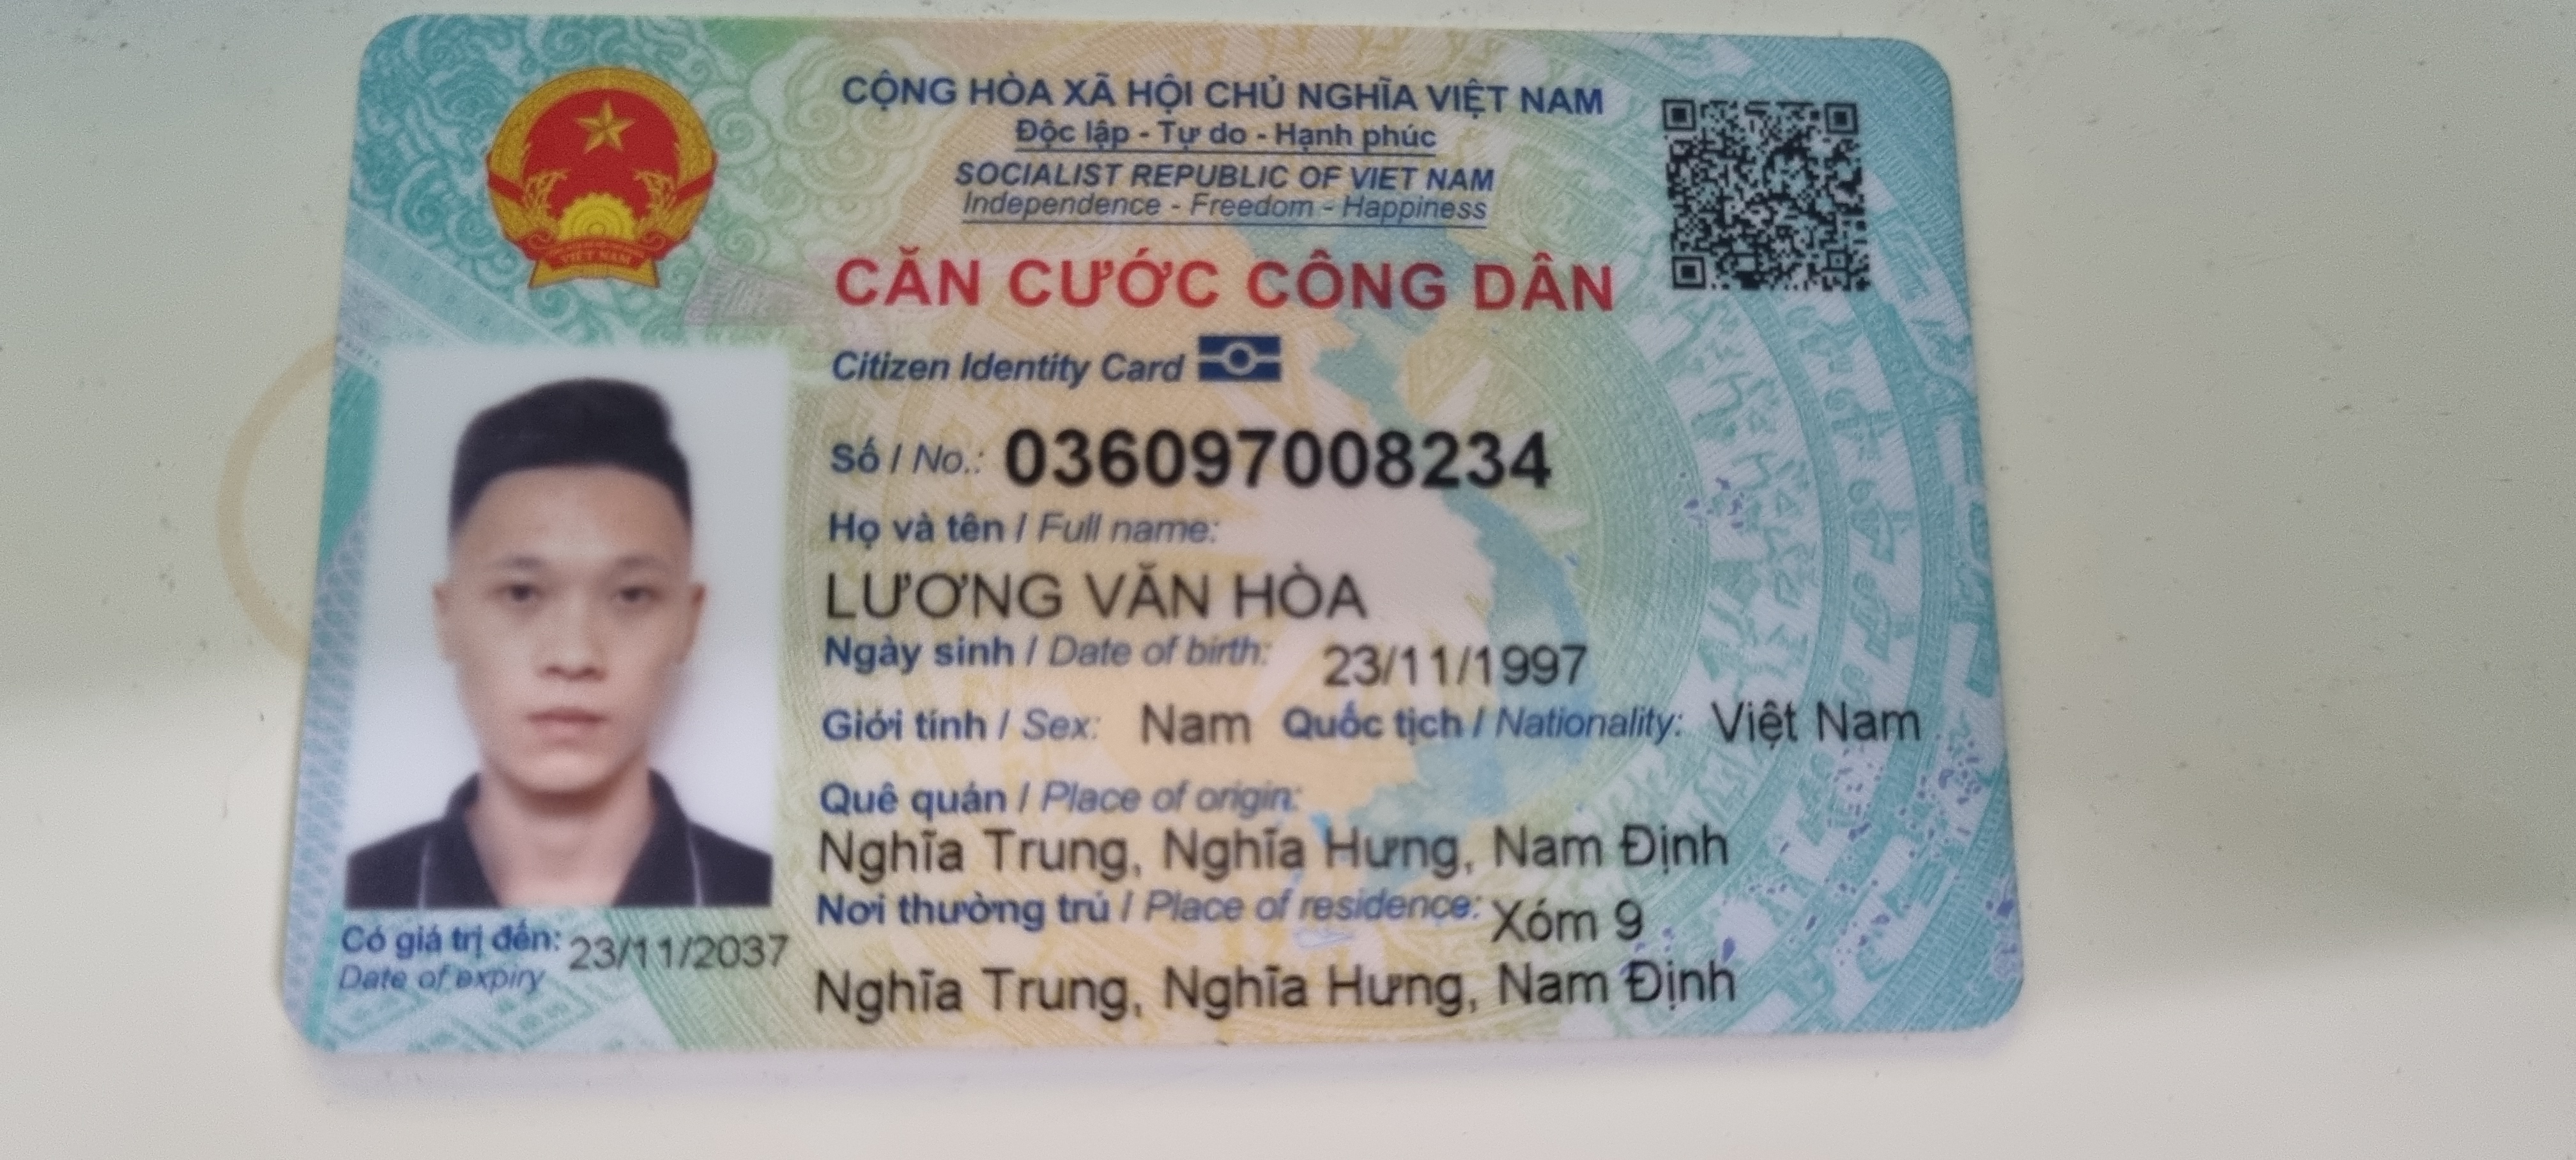 CỘNG HÒA XÃ HỘI CHỦ NGHĨA VIỆT NAM
Độc lập - Tự do - Hạnh phúc
SOCIALIST REPUBLIC OF VIET NAM
Independence - Freedom - Happiness
CĂN CƯỚC CÔNG DÂN
Citizen Identity Card
Số / No.: 036097008234
Họ và tên / Full name:
LƯƠNG VĂN HÒA
Ngày sinh / Date of birth: 23/11/1997
Giới tính / Sex: Nam Quốc tịch / Nationality: Việt Nam
Quê quán / Place of origin:
Nghĩa Trung, Nghĩa Hưng, Nam Định
Nơi thường trú / Place of residence: Xóm 9
Nghĩa Trung, Nghĩa Hưng, Nam Định
Có giá trị đến: 23/11/2037
Date of expiry
VIỆT NAM